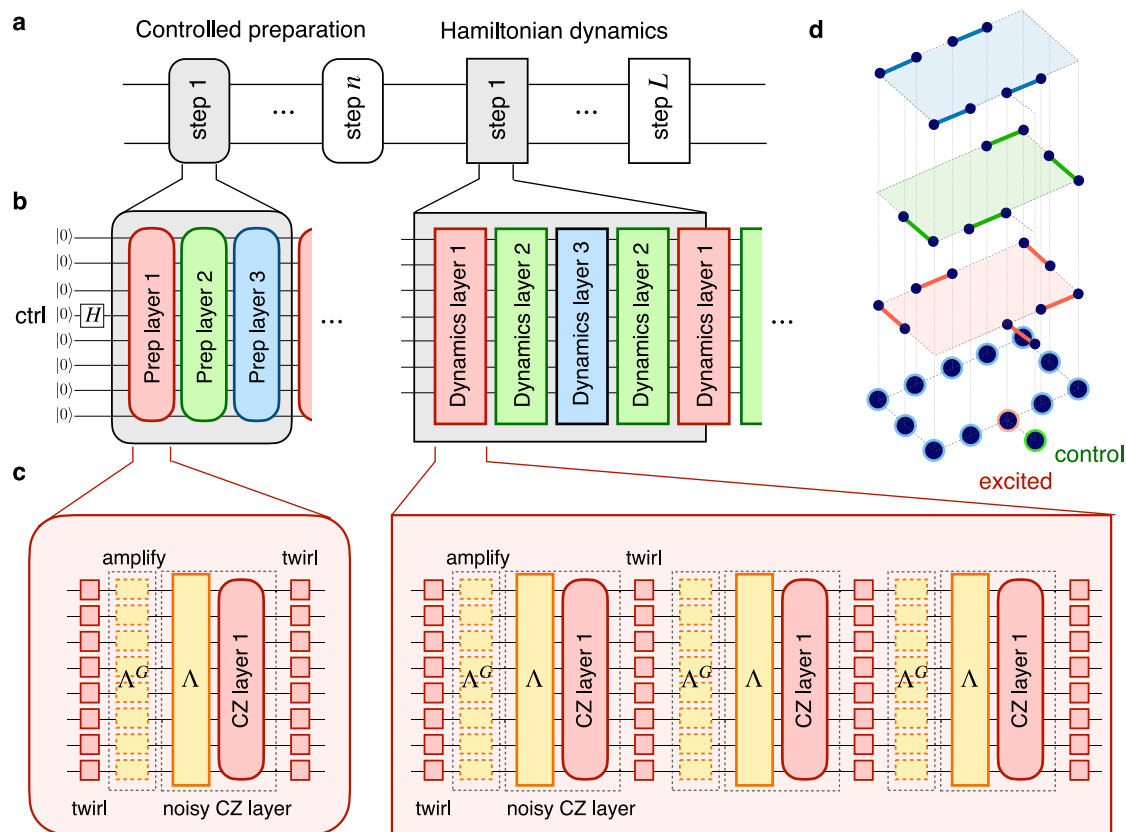 a
Controlled preparation
Hamiltonian dynamics
step 1
...
step n
step 1
...
step L
b
|0⟩
|0⟩
|0⟩
ctrl |0⟩ H
|0⟩
|0⟩
|0⟩
|0⟩
Prep layer 1
Prep layer 2
Prep layer 3
...
Dynamics layer 1
Dynamics layer 2
Dynamics layer 3
Dynamics layer 2
Dynamics layer 1
...
c
amplify
twirl
Λ^G
Λ
CZ layer 1
twirl
noisy CZ layer
amplify
twirl
Λ^G
Λ
CZ layer 1
Λ^G
Λ
CZ layer 1
Λ^G
Λ
CZ layer 1
twirl
noisy CZ layer
d
control
excited